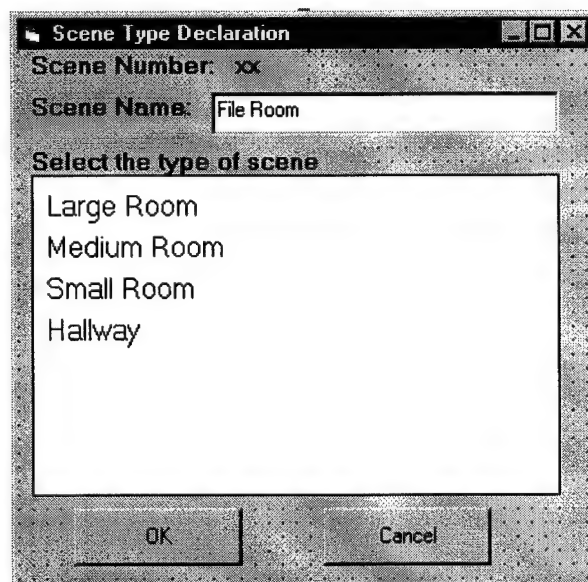 Scene Type Declaration
Scene Number: xx
Scene Name: File Room
Select the type of scene
Large Room
Medium Room
Small Room
Hallway
OK Cancel